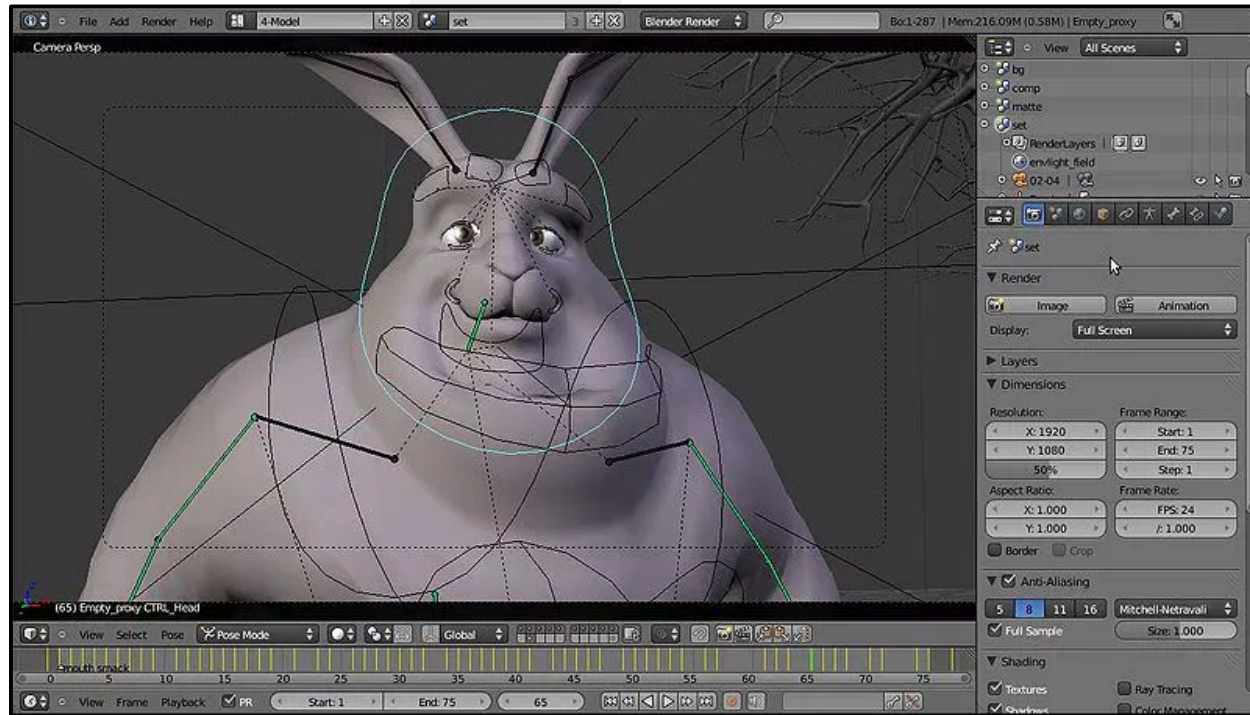 File Add Render Help 4-Model set 3 Blender Render Bo:1-287 | Mem:216.09M (0.58M) | Empty_proxy
Camera Persp
View All Scenes
bg
comp
matte
set
RenderLayers |
envlight_field
02-04 |
set
Render
Image Animation
Display: Full Screen
Layers
Dimensions
Resolution: Frame Range:
X: 1920 Start: 1
Y: 1080 End: 75
50% Step: 1
Aspect Ratio: Frame Rate:
X: 1.000 FPS: 24
Y: 1.000 /: 1.000
Border Crop
Anti-Aliasing
5 8 11 16 Mitchell-Netravali
Full Sample Size: 1.000
Shading
Textures Ray Tracing
Shadows Color Management
(65) Empty_proxy CTRL_Head
View Select Pose Pose Mode Global
mouth smack
0 5 10 15 20 25 30 35 40 45 50 55 60 65 70 75
View Frame Playback PR Start: 1 End: 75 65